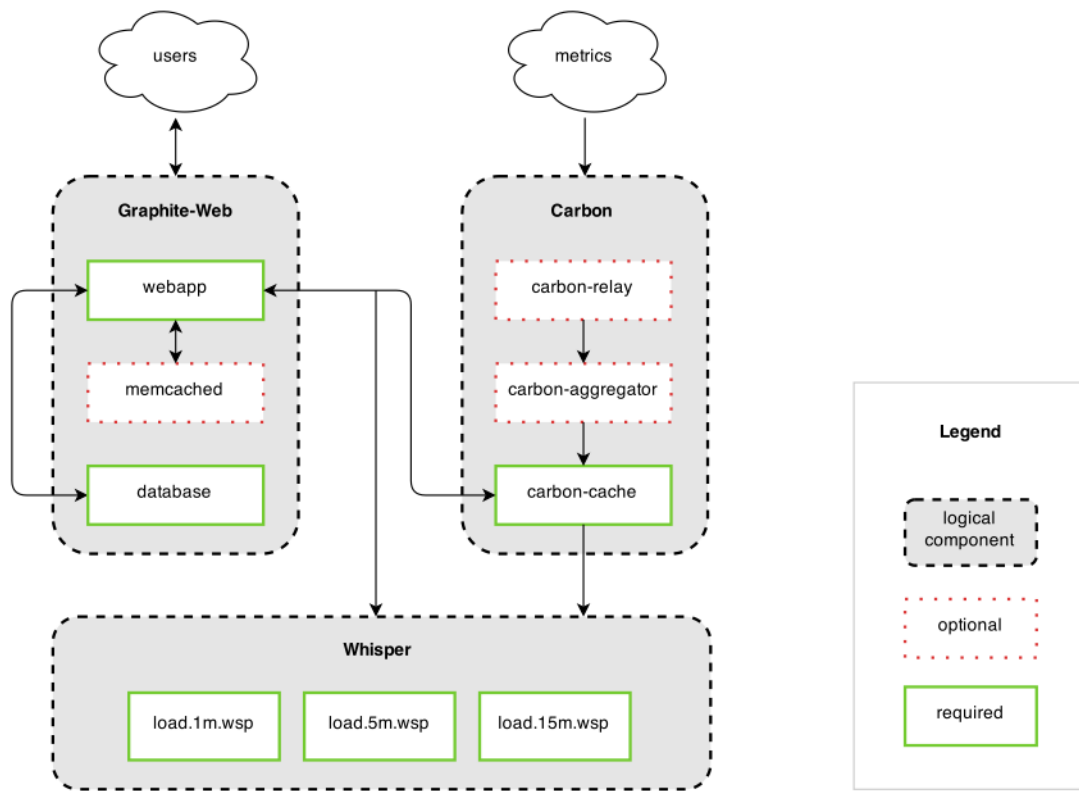 users
metrics
Graphite-Web
Carbon
webapp
carbon-relay
memcached
carbon-aggregator
database
carbon-cache
Whisper
load.1m.wsp
load.5m.wsp
load.15m.wsp
Legend
logical
component
optional
required